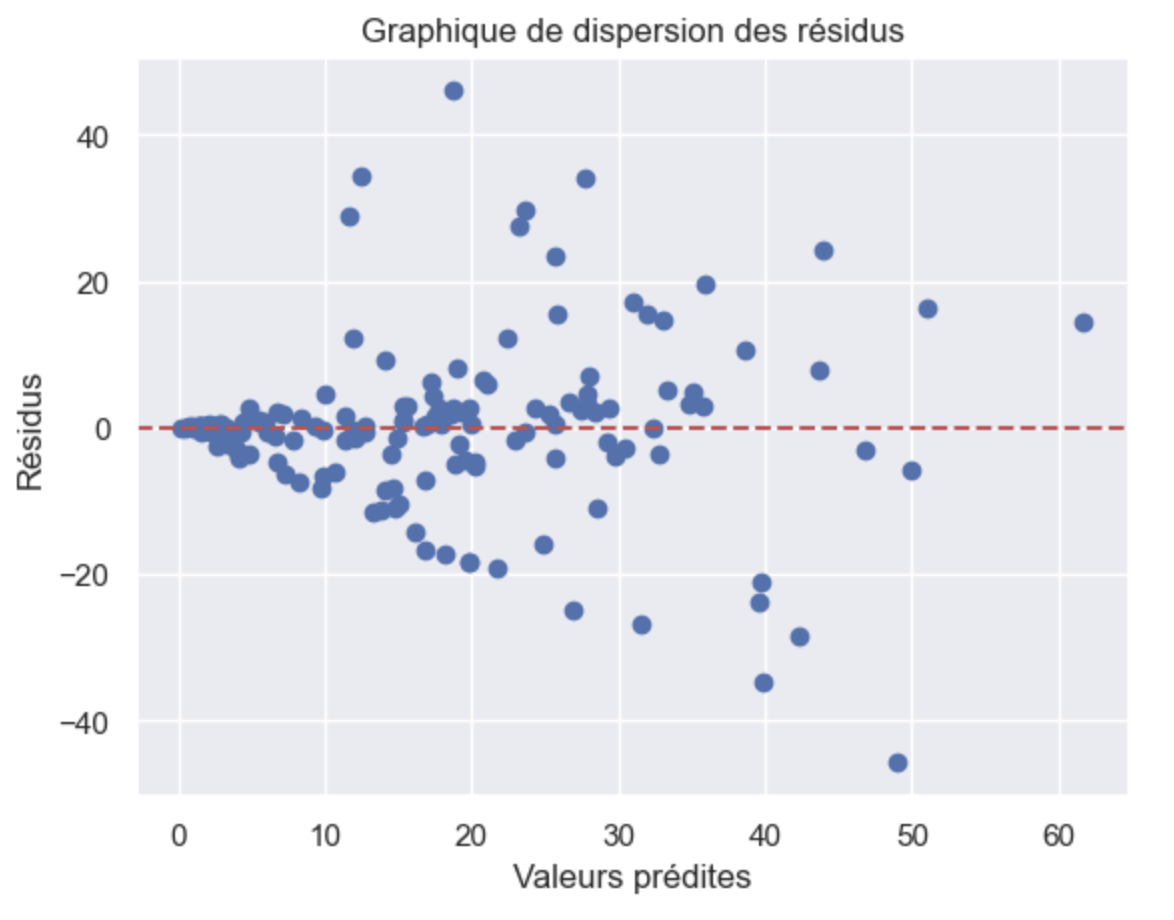 Graphique de dispersion des résidus
40
20
0
−20
−40
Résidus
0 10 20 30 40 50 60
Valeurs prédites